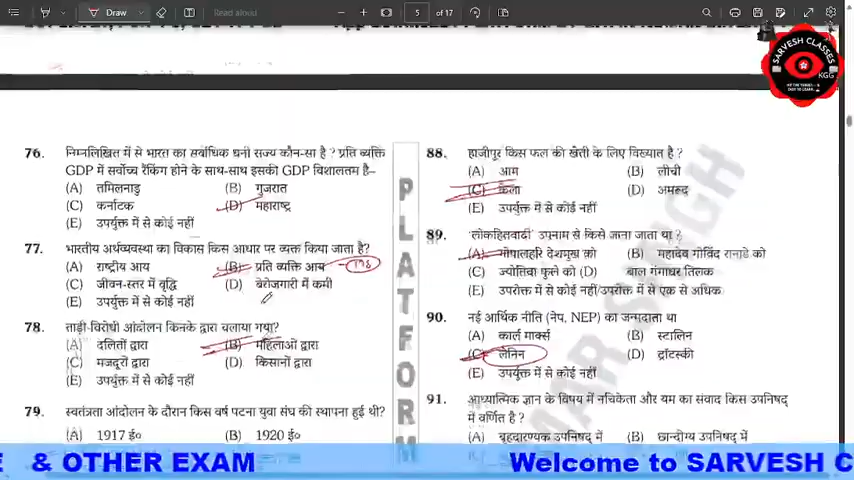 Draw
Read aloud
5 of 17
SARVESH CLASSES
KGG
76. निम्नलिखित में से भारत का सर्वाधिक धनी राज्य कौन-सा है ? प्रति व्यक्ति
GDP में सर्वोच्च रैंकिंग होने के साथ-साथ इसकी GDP विशालतम है–
(A) तमिलनाडु (B) गुजरात
(C) कर्नाटक (D) महाराष्ट्र
(E) उपर्युक्त में से कोई नहीं
77. भारतीय अर्थव्यवस्था का विकास किस आधार पर व्यक्त किया जाता है?
(A) राष्ट्रीय आय (B) प्रति व्यक्ति आय
(C) जीवन-स्तर में वृद्धि (D) बेरोजगारी में कमी
(E) उपर्युक्त में से कोई नहीं
78. ताड़ी-विरोधी आंदोलन किनके द्वारा चलाया गया?
(A) दलितों द्वारा (B) महिलाओं द्वारा
(C) मजदूरों द्वारा (D) किसानों द्वारा
(E) उपर्युक्त में से कोई नहीं
79. स्वतंत्रता आंदोलन के दौरान किस वर्ष पटना युवा संघ की स्थापना हुई थी?
(A) 1917 ई० (B) 1920 ई०
PLATFORM
88. हाजीपुर किस फल की खेती के लिए विख्यात है ?
(A) आम (B) लीची
(C) केला (D) अमरूद
(E) उपर्युक्त में से कोई नहीं
89. 'लोकहितवादी' उपनाम से किसे जाना जाता था ?
(A) गोपालहरि देशमुख को (B) महादेव गोविंद रानाडे को
(C) ज्योतिबा फुले को (D) बाल गंगाधर तिलक
(E) उपरोक्त में से कोई नहीं/उपरोक्त में से एक से अधिक
90. नई आर्थिक नीति (नेप, NEP) का जन्मदाता था
(A) कार्ल मार्क्स (B) स्टालिन
(C) लेनिन (D) ट्रॉटस्की
(E) उपर्युक्त में से कोई नहीं
91. आध्यात्मिक ज्ञान के विषय में नचिकेता और यम का संवाद किस उपनिषद्
में वर्णित है ?
(A) बृहदारण्यक उपनिषद् में (B) छान्दोग्य उपनिषद् में
AR SINGH
& OTHER EXAM
Welcome to SARVESH C